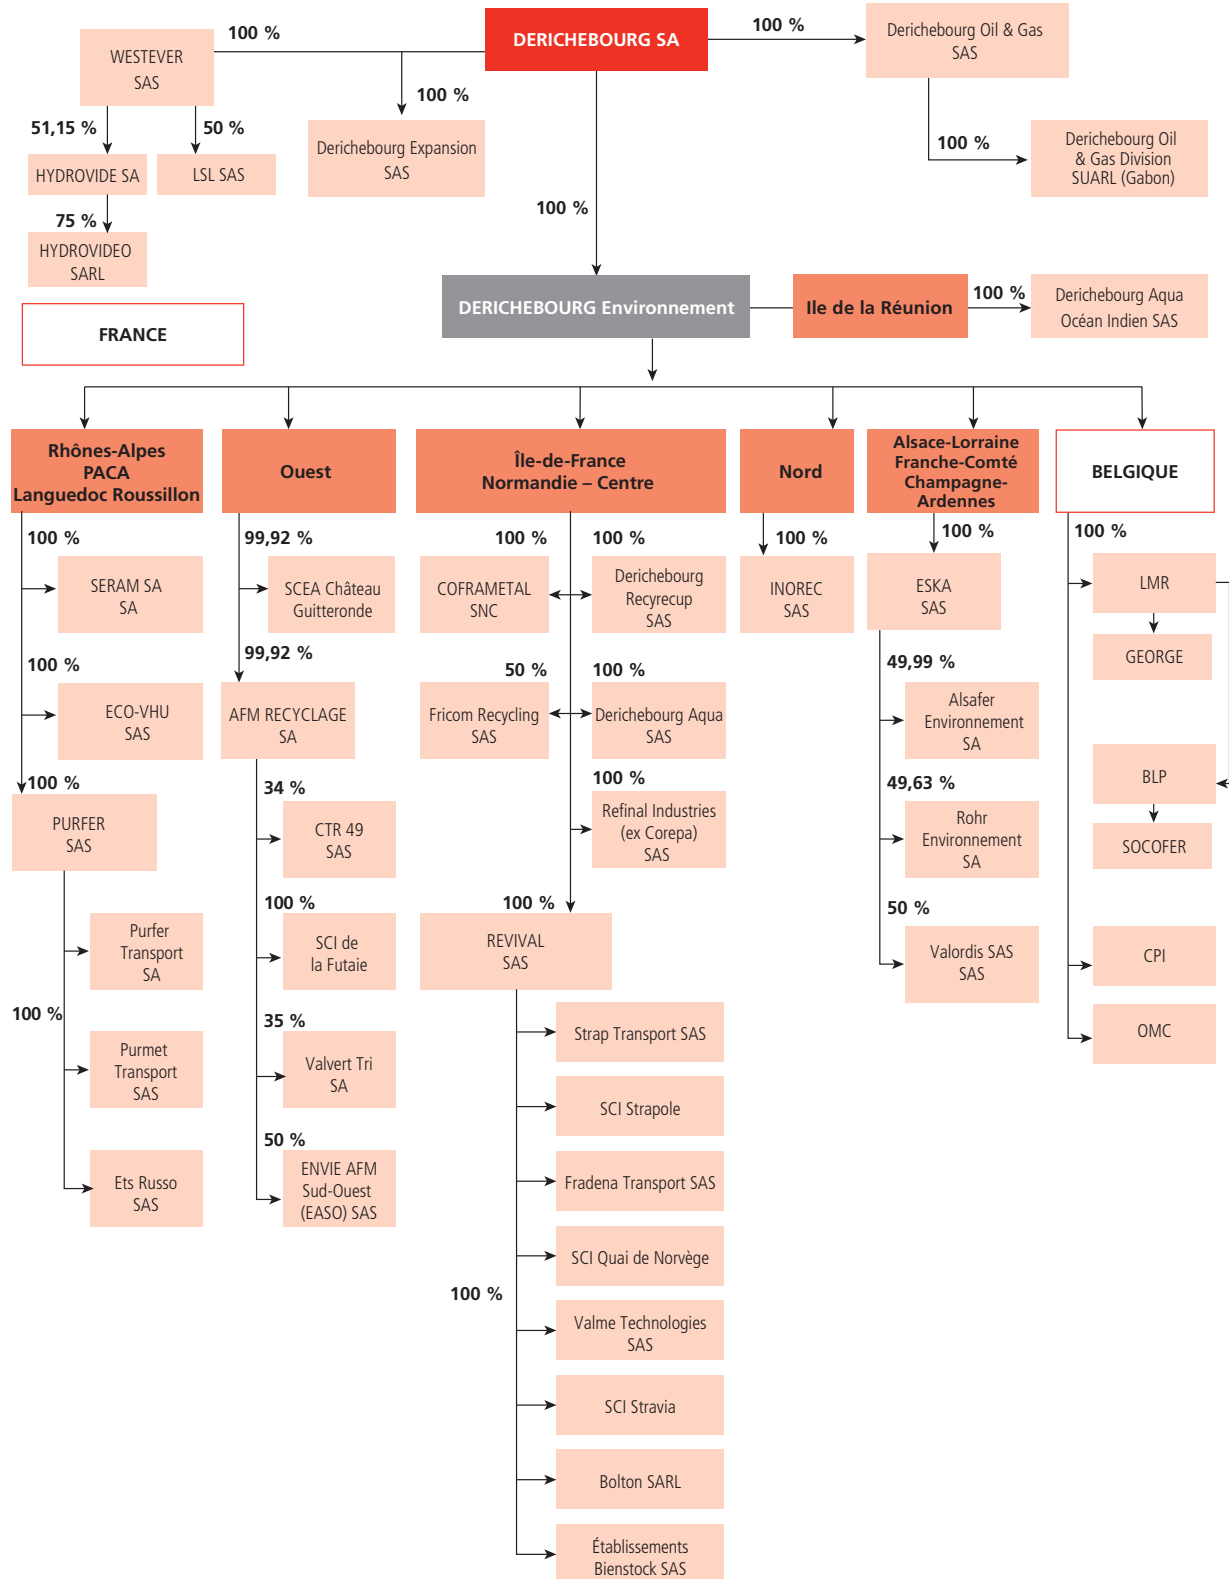 100 %
DERICHEBOURG SA
100 %
Derichebourg Oil & Gas
SAS
WESTEVER
SAS
100 %
51,15 %
50 %
Derichebourg Expansion
SAS
100 %
Derichebourg Oil
& Gas Division
SUARL (Gabon)
HYDROVIDE SA
LSL SAS
75 %
100 %
HYDROVIDEO
SARL
FRANCE
DERICHEBOURG Environnement
Ile de la Réunion
100 %
Derichebourg Aqua
Océan Indien SAS
Rhônes-Alpes
PACA
Languedoc Roussillon
Ouest
Île-de-France
Normandie – Centre
Nord
Alsace-Lorraine
Franche-Comté
Champagne-
Ardennes
BELGIQUE
100 %
SERAM SA
SA
100 %
ECO-VHU
SAS
100 %
PURFER
SAS
Purfer
Transport
SA
100 %
Purmet
Transport
SAS
Ets Russo
SAS
99,92 %
SCEA Château
Guitteronde
99,92 %
AFM RECYCLAGE
SA
34 %
CTR 49
SAS
100 %
SCI de
la Futaie
35 %
Valvert Tri
SA
50 %
ENVIE AFM
Sud-Ouest
(EASO) SAS
100 %
100 %
COFRAMETAL
SNC
Derichebourg
Recyrecup
SAS
50 %
100 %
Fricom Recycling
SAS
Derichebourg Aqua
SAS
100 %
Refinal Industries
(ex Corepa)
SAS
100 %
REVIVAL
SAS
Strap Transport SAS
SCI Strapole
Fradena Transport SAS
SCI Quai de Norvège
100 %
Valme Technologies
SAS
SCI Stravia
Bolton SARL
Établissements
Bienstock SAS
100 %
INOREC
SAS
100 %
ESKA
SAS
49,99 %
Alsafer
Environnement
SA
49,63 %
Rohr
Environnement
SA
50 %
Valordis SAS
SAS
100 %
LMR
GEORGE
BLP
SOCOFER
CPI
OMC